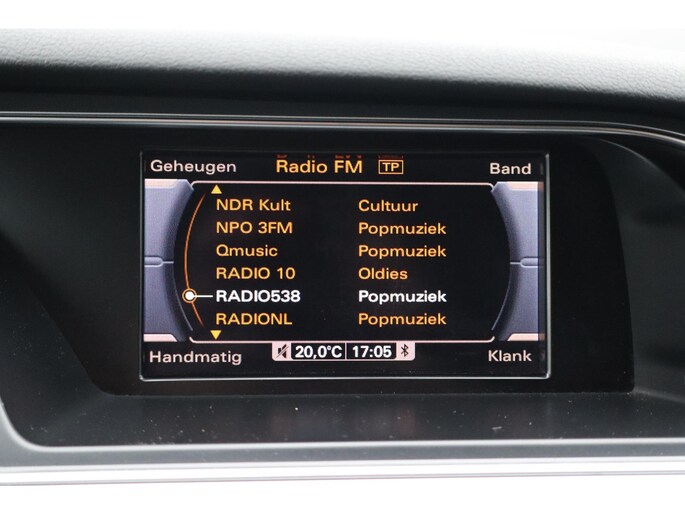 Geheugen Radio FM TP Band
NDR Kult Cultuur
NPO 3FM Popmuziek
Qmusic Popmuziek
RADIO 10 Oldies
RADIO538 Popmuziek
RADIONL Popmuziek
Handmatig 20,0°C 17:05 Klank